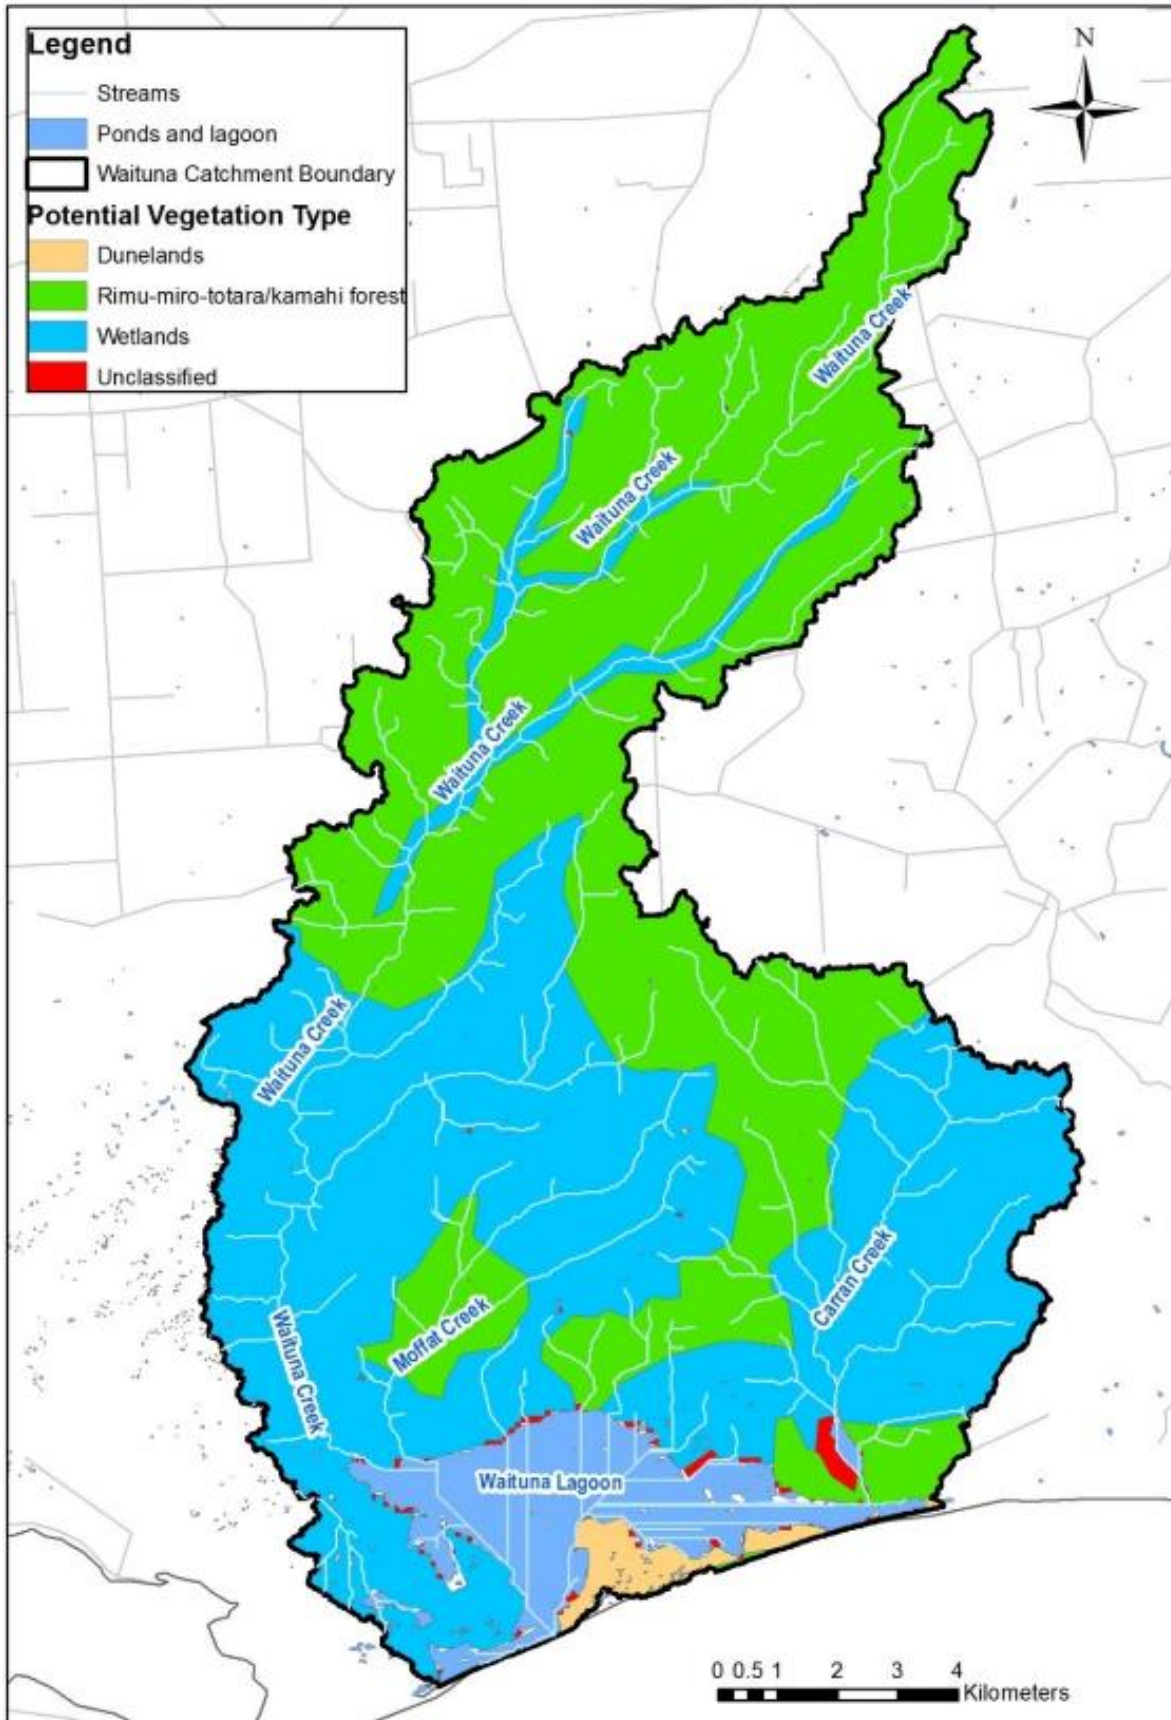 Legend
Streams
Ponds and lagoon
Waituna Catchment Boundary
Potential Vegetation Type
Dunelands
Rimu-miro-totara/kamahi forest
Wetlands
Unclassified
N
Waituna Creek
Waituna Creek
Waituna Creek
Waituna Creek
Carran Creek
Moffat Creek
Waituna Creek
Waituna Lagoon
0 0.5 1 2 3 4
Kilometers